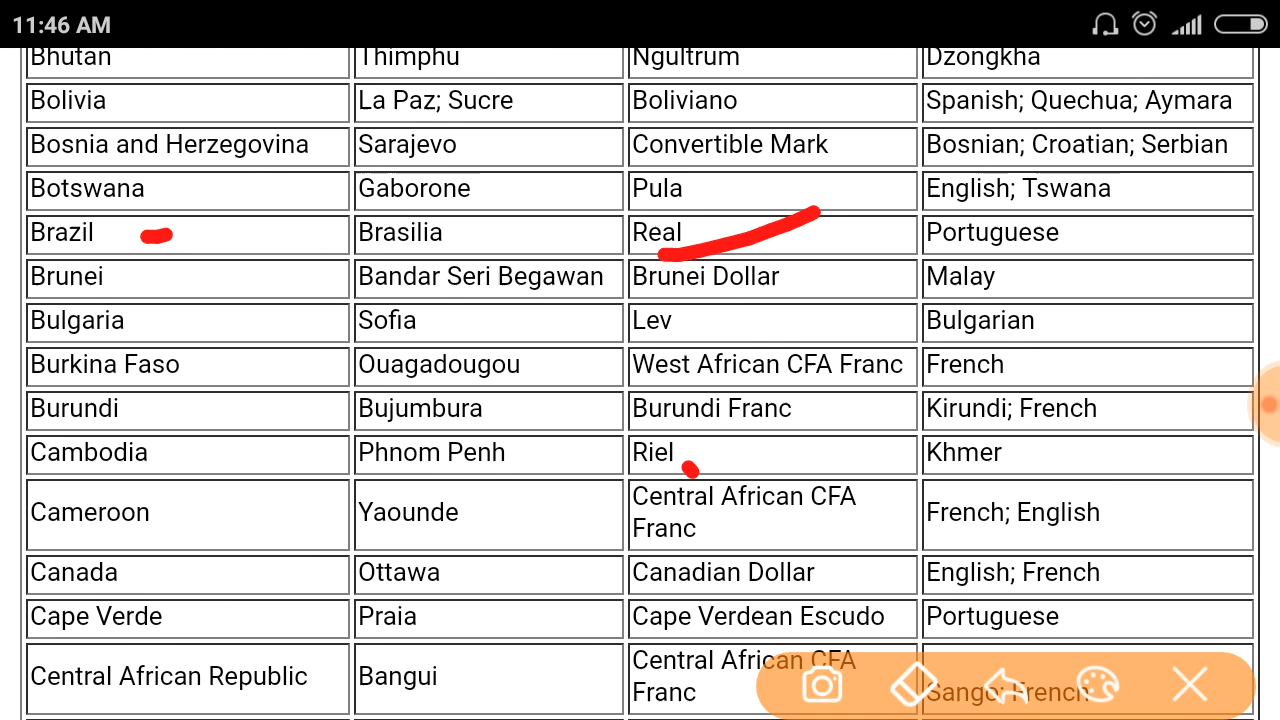 11:46 AM
Bhutan Thimphu Ngultrum Dzongkha
Bolivia La Paz; Sucre Boliviano Spanish; Quechua; Aymara
Bosnia and Herzegovina Sarajevo Convertible Mark Bosnian; Croatian; Serbian
Botswana Gaborone Pula English; Tswana
Brazil Brasilia Real Portuguese
Brunei Bandar Seri Begawan Brunei Dollar Malay
Bulgaria Sofia Lev Bulgarian
Burkina Faso Ouagadougou West African CFA Franc French
Burundi Bujumbura Burundi Franc Kirundi; French
Cambodia Phnom Penh Riel Khmer
Cameroon Yaounde Central African CFA
Franc French; English
Canada Ottawa Canadian Dollar English; French
Cape Verde Praia Cape Verdean Escudo Portuguese
Central African Republic Bangui Central African CFA
Franc Sango; French